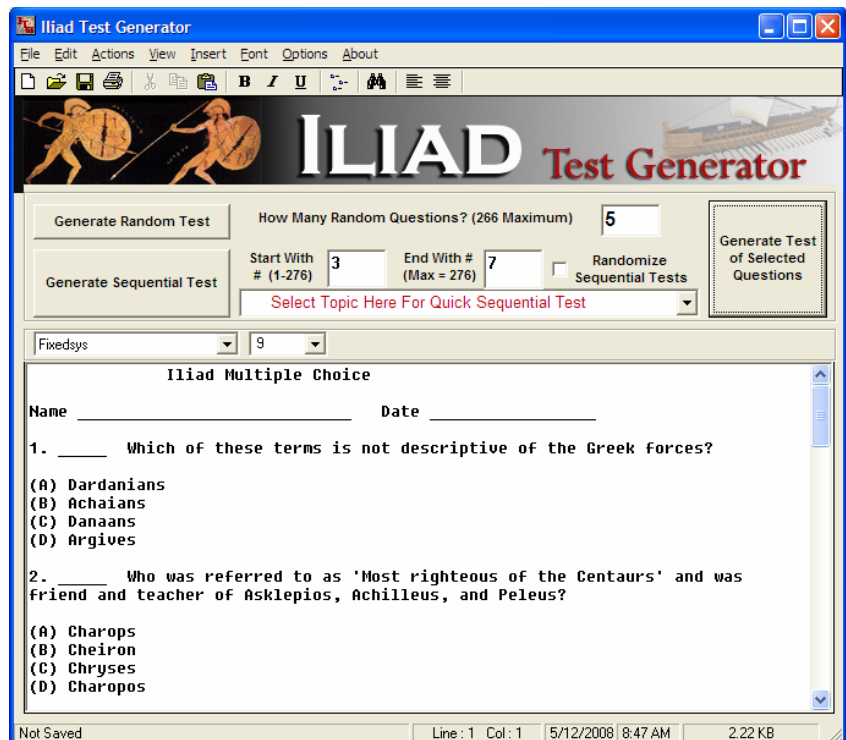 Iliad Test Generator
File Edit Actions View Insert Font Options About
B I U
ILIAD Test Generator
Generate Random Test
How Many Random Questions? (266 Maximum) 5
Generate Sequential Test
Start With # (1-276) 3
End With # (Max = 276) 7
Randomize Sequential Tests
Select Topic Here For Quick Sequential Test
Generate Test of Selected Questions
Fixedsys 9
Iliad Multiple Choice
Name ____________________________ Date _________________
1. _____ Which of these terms is not descriptive of the Greek forces?
(A) Dardanians
(B) Achaians
(C) Danaans
(D) Argives
2. _____ Who was referred to as 'Most righteous of the Centaurs' and was
friend and teacher of Asklepios, Achilleus, and Peleus?
(A) Charops
(B) Cheiron
(C) Chryses
(D) Charopos
Not Saved Line : 1 Col : 1 5/12/2008 8:47 AM 2.22 KB